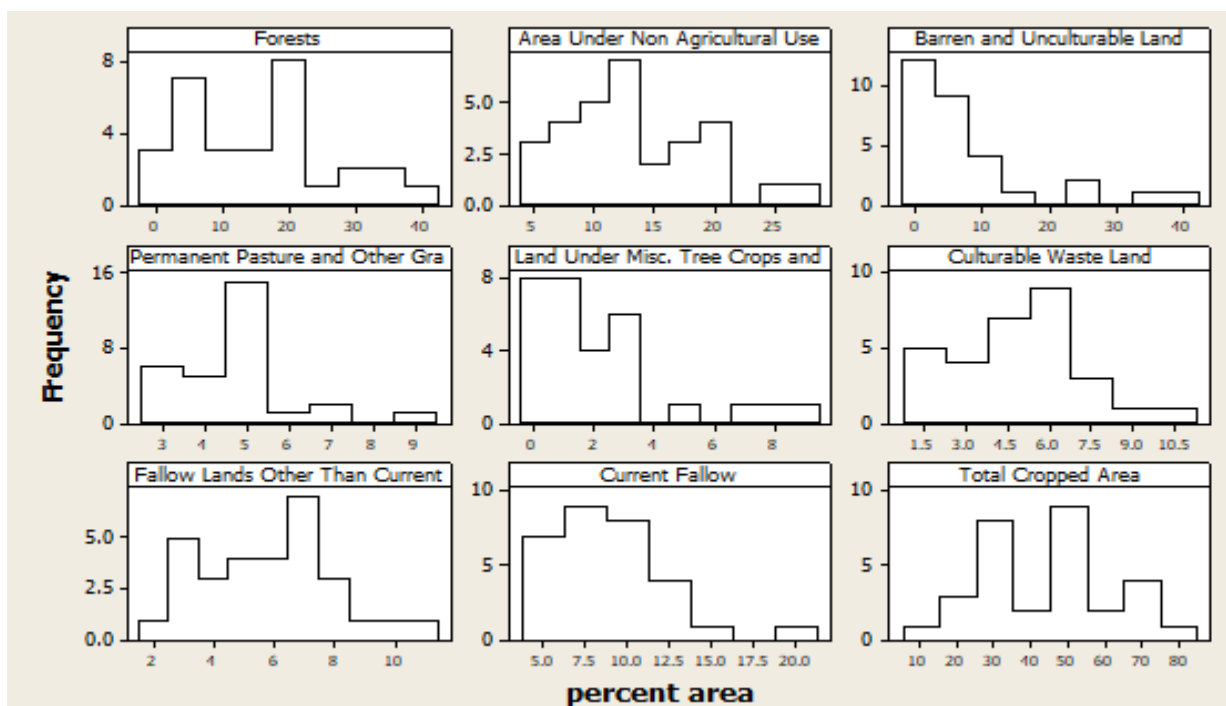 Forests
8
4
0
0 10 20 30 40
Area Under Non Agricultural Use
5.0
2.5
0.0
5 10 15 20 25
Barren and Unculturable Land
10
5
0
0 10 20 30 40
Frequency
Permanent Pasture and Other Gra
16
8
0
3 4 5 6 7 8 9
Land Under Misc. Tree Crops and
8
4
0
0 2 4 6 8
Culturable Waste Land
10
5
0
1.5 3.0 4.5 6.0 7.5 9.0 10.5
Fallow Lands Other Than Current
5.0
2.5
0.0
2 4 6 8 10
Current Fallow
10
5
0
5.0 7.5 10.0 12.5 15.0 17.5 20.0
Total Cropped Area
10
5
0
10 20 30 40 50 60 70 80
percent area